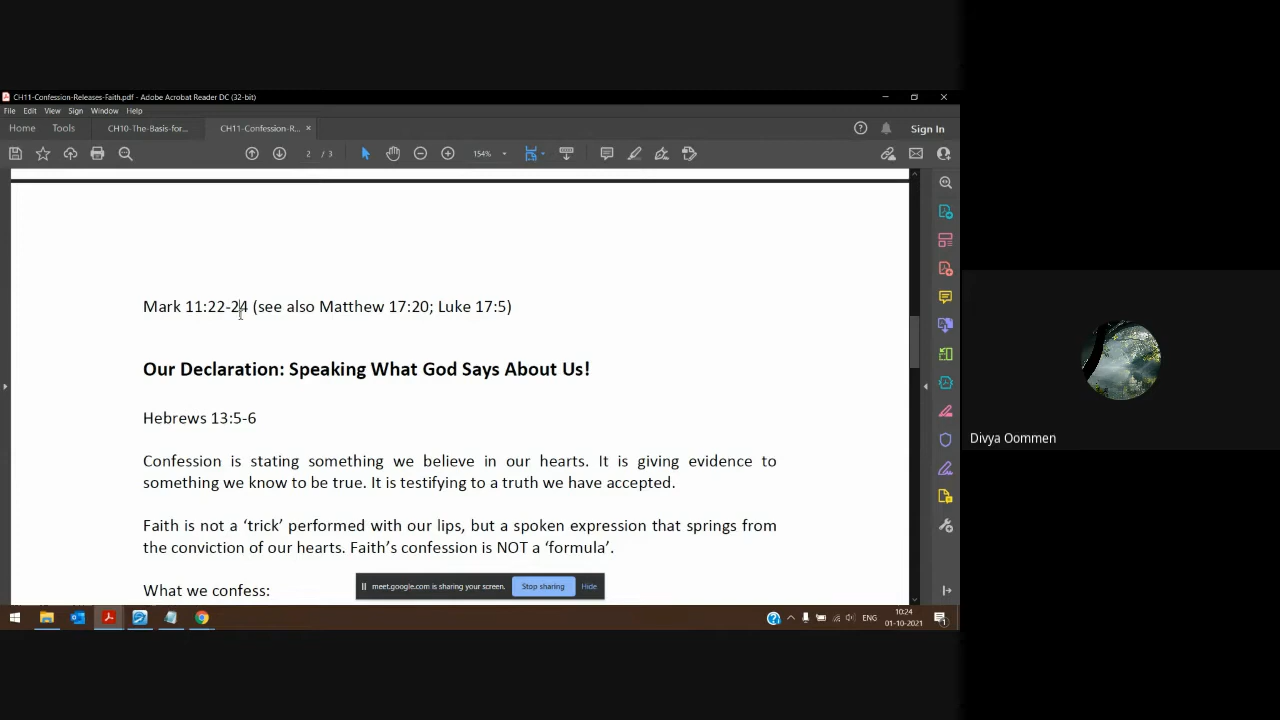 CH11-Confession-Releases-Faith.pdf - Adobe Acrobat Reader DC (32-bit)
File Edit View Sign Window Help
Home Tools CH10-The-Basis-for... CH11-Confession-R... × Sign In
2 / 3 154%
Mark 11:22-24 (see also Matthew 17:20; Luke 17:5)
Our Declaration: Speaking What God Says About Us!
Hebrews 13:5-6
Confession is stating something we believe in our hearts. It is giving evidence to
something we know to be true. It is testifying to a truth we have accepted.
Faith is not a ‘trick’ performed with our lips, but a spoken expression that springs from
the conviction of our hearts. Faith’s confession is NOT a ‘formula’.
What we confess:
meet.google.com is sharing your screen. Stop sharing Hide
Divya Oommen
ENG
10:24
01-10-2021